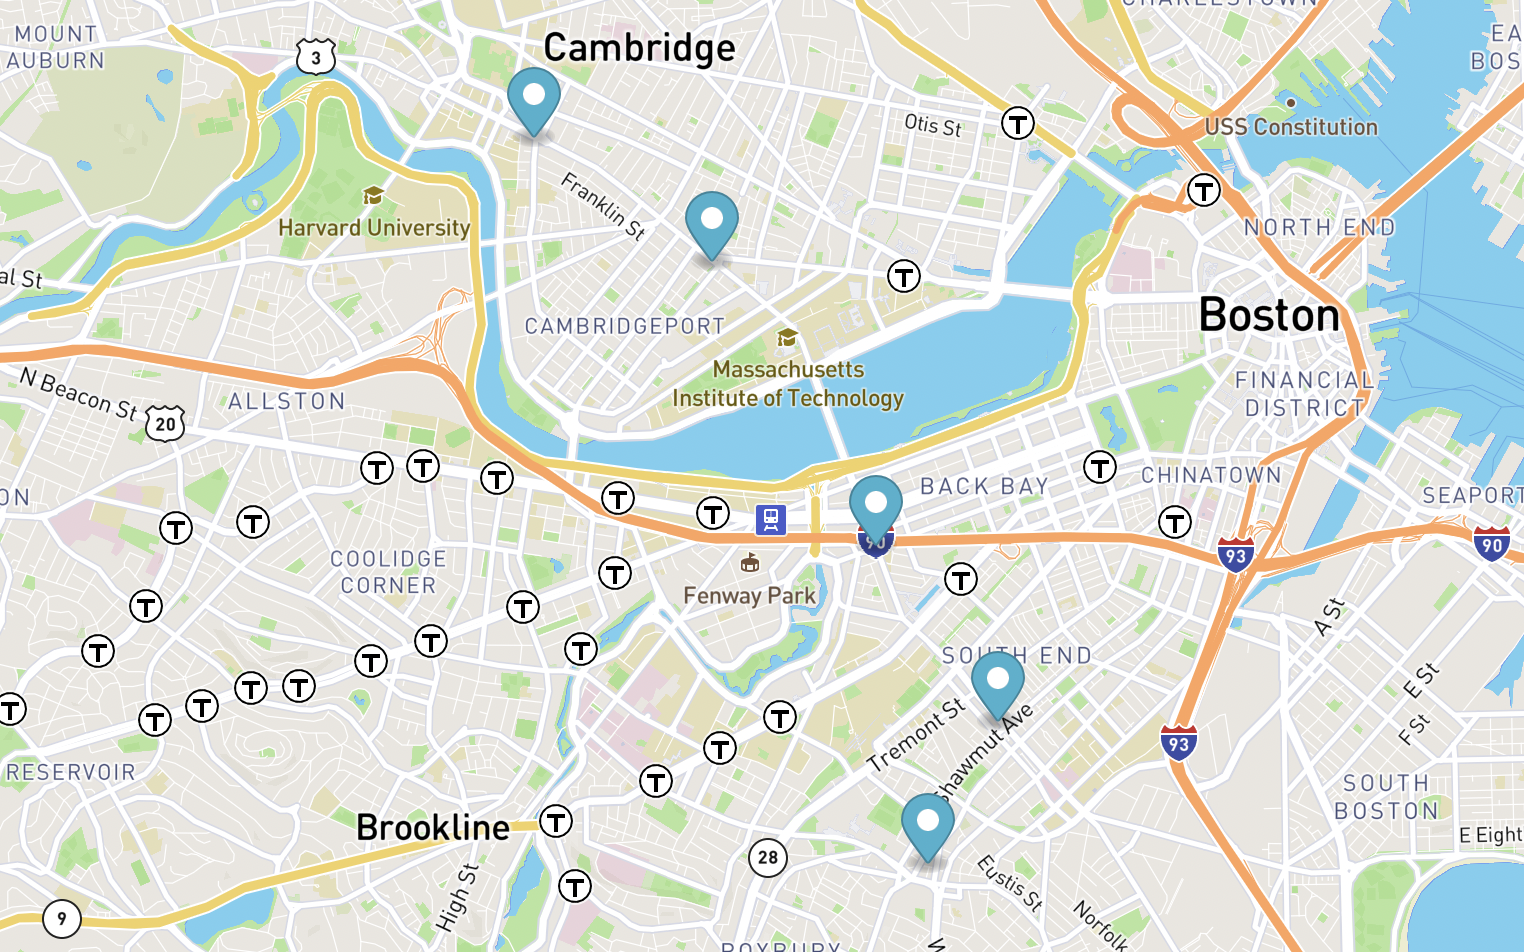 CHARLESTOWN
MOUNT
AUBURN
3
Cambridge
EA
BOS
T
Otis St
USS Constitution
Franklin St
Harvard University
T
NORTH END
al St
T
CAMBRIDGEPORT
Boston
Massachusetts
Institute of Technology
N Beacon St
20
ALLSTON
FINANCIAL
DISTRICT
T
T
T
T
CHINATOWN
BACK BAY
T
T
ON
SEAPORT
T
T
T
90
93
90
COOLIDGE
CORNER
T
T
Fenway Park
T
T
A St
T
T
T
SOUTH END
T
T
T
E St
T
T
T
T
F St
Tremont St
Shawmut Ave
T
93
T
RESERVOIR
SOUTH
BOSTON
Brookline
T
E Eight
28
High St
T
Eustis St
9
Norfolk
ROXBURY